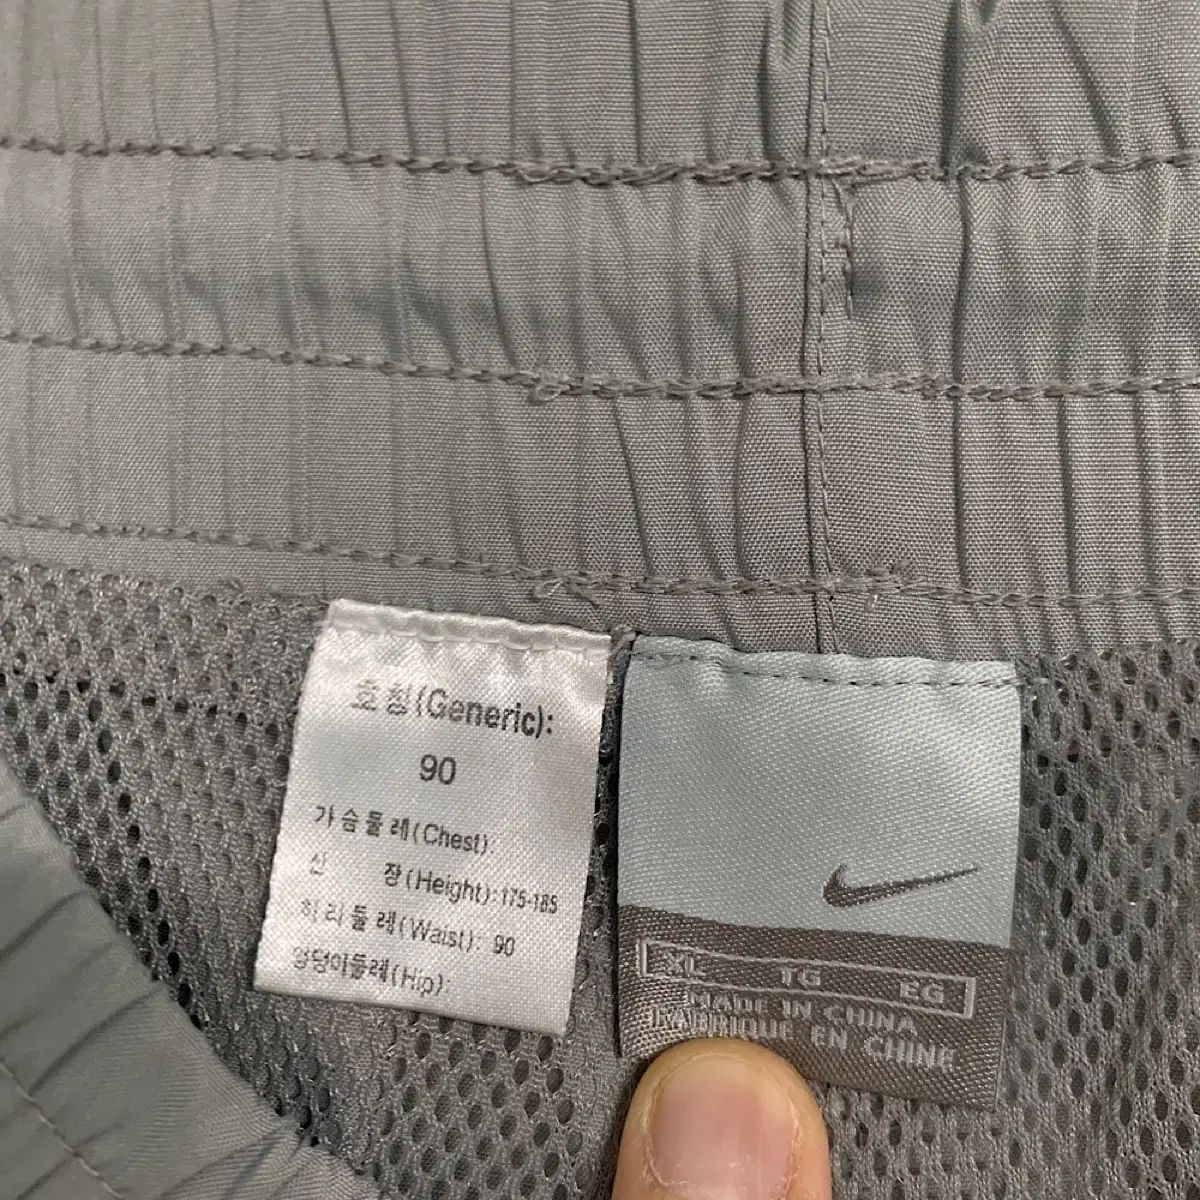 호칭(Generic):
90
가슴둘레(Chest):
신 장(Height): 175-185
허리둘레(Waist): 90
엉덩이둘레(Hip):
XL TG EG
MADE IN CHINA
FABRIQUE EN CHINE